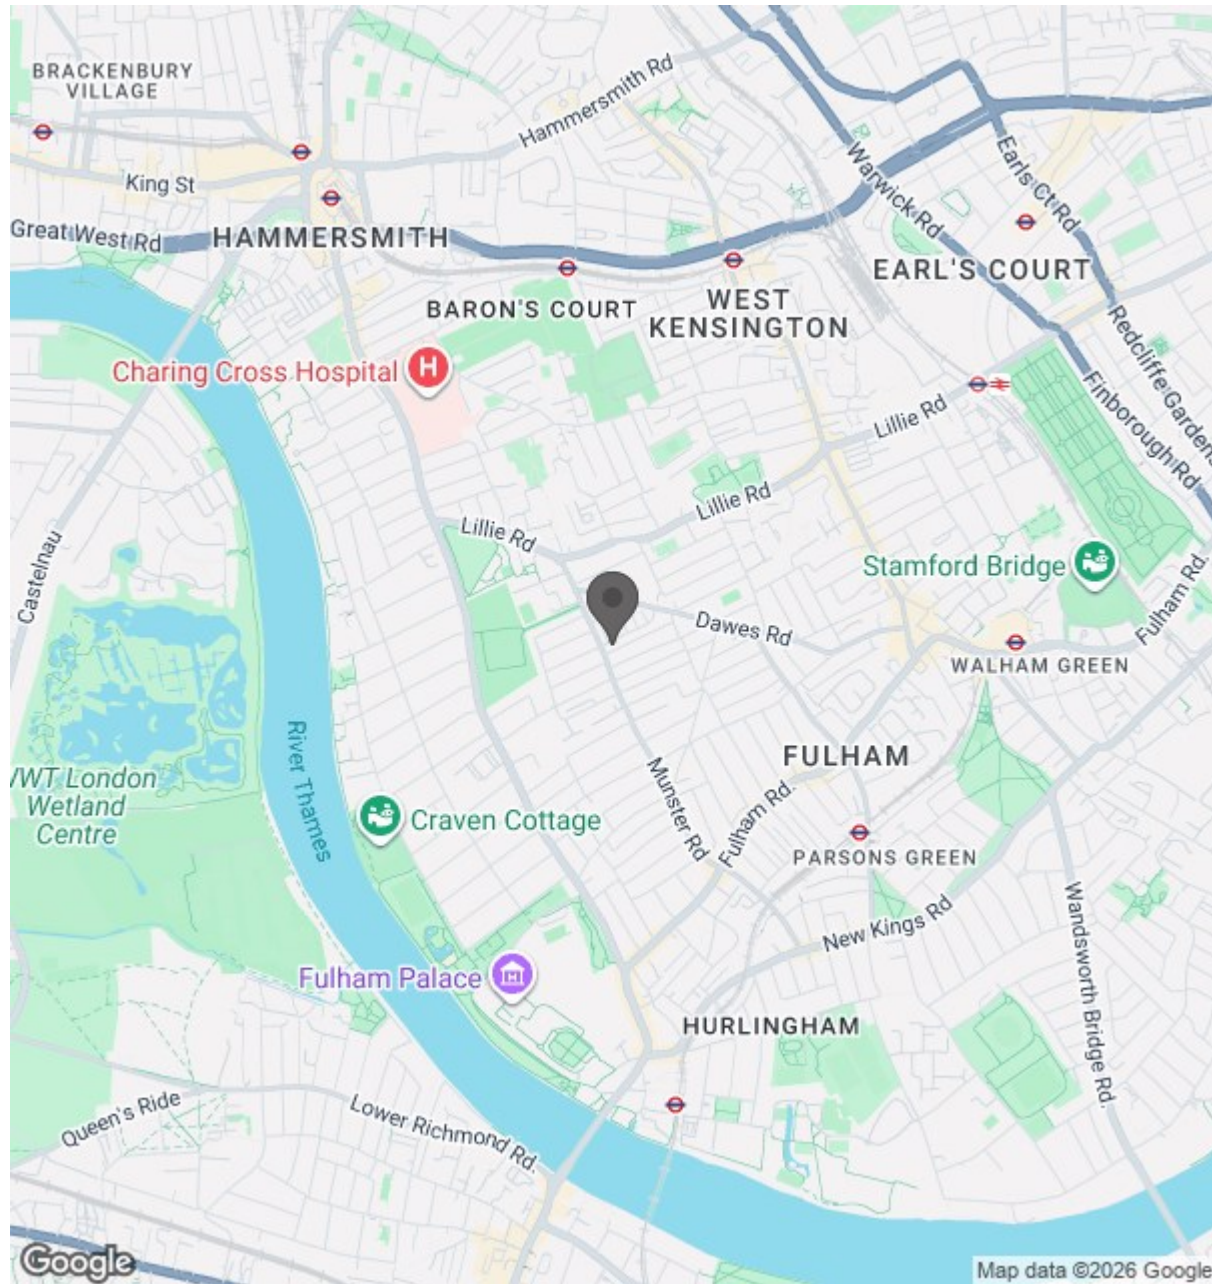 BRACKENBURY
VILLAGE
Hammersmith Rd
King St
Great West Rd
HAMMERSMITH
Warwick Rd
Earls Ct Rd
EARL'S COURT
BARON'S COURT
WEST
KENSINGTON
Redcliffe Gardens
Finborough Rd
Charing Cross Hospital
H
Lillie Rd
Lillie Rd
Lillie Rd
Castelnau
Stamford Bridge
Fulham Rd.
Dawes Rd
WALHAM GREEN
River Thames
FULHAM
WWT London
Wetland
Centre
Munster Rd
Fulham Rd.
Craven Cottage
PARSONS GREEN
New Kings Rd
Wandsworth Bridge Rd.
Fulham Palace
HURLINGHAM
Queen's Ride
Lower Richmond Rd.
Google
Map data ©2026 Google